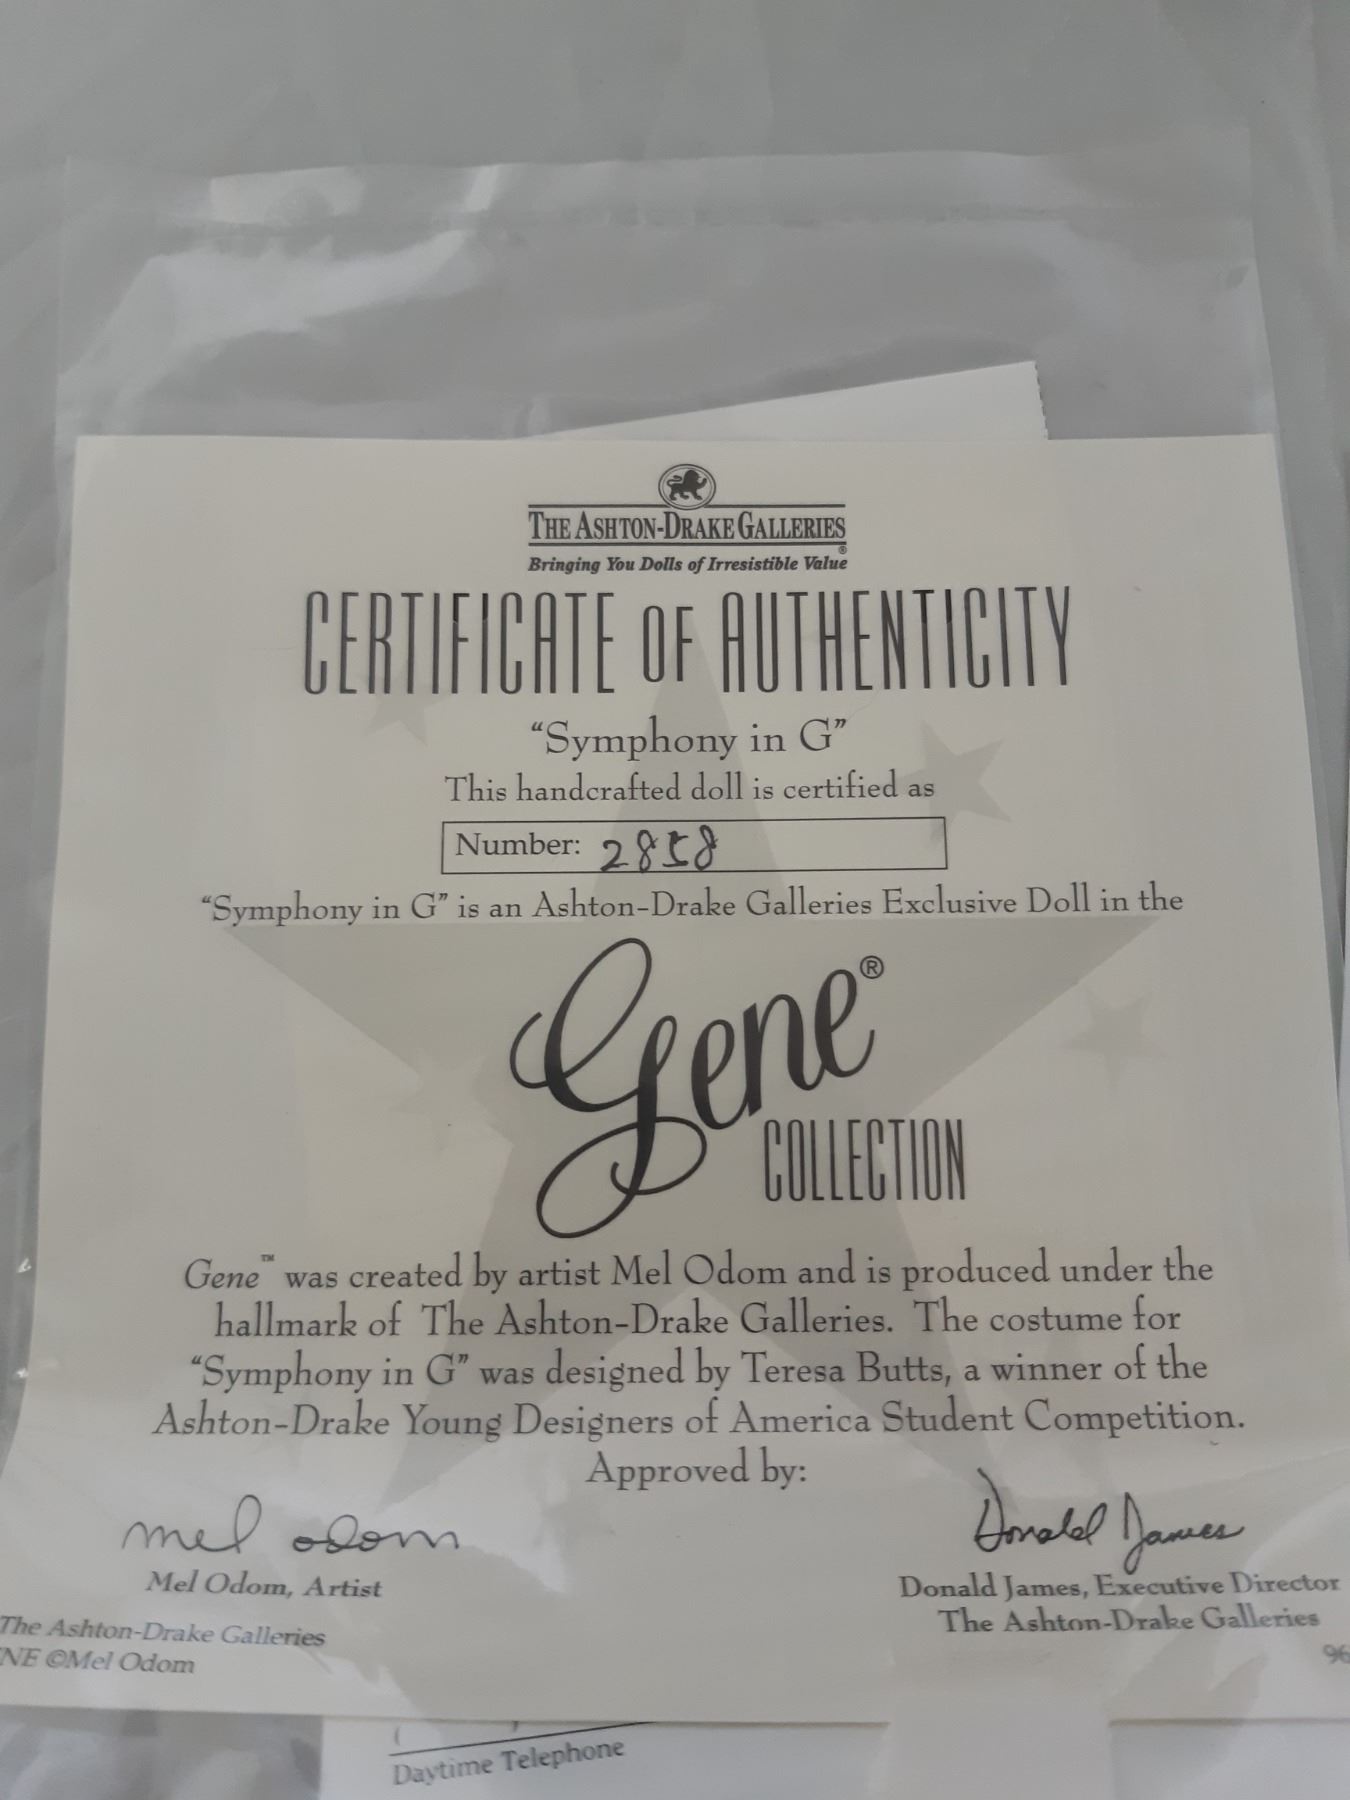 THE ASHTON-DRAKE GALLERIES
®
Bringing You Dolls of Irresistible Value
CERTIFICATE OF AUTHENTICITY
“Symphony in G”
This handcrafted doll is certified as
Number: 2858
“Symphony in G” is an Ashton-Drake Galleries Exclusive Doll in the
Gene®
COLLECTION
Gene™ was created by artist Mel Odom and is produced under the
hallmark of The Ashton-Drake Galleries. The costume for
“Symphony in G” was designed by Teresa Butts, a winner of the
Ashton-Drake Young Designers of America Student Competition.
Approved by:
mel odom
Donald James
Mel Odom, Artist
Donald James, Executive Director
The Ashton-Drake Galleries
The Ashton-Drake Galleries
NE ©Mel Odom
96
Daytime Telephone